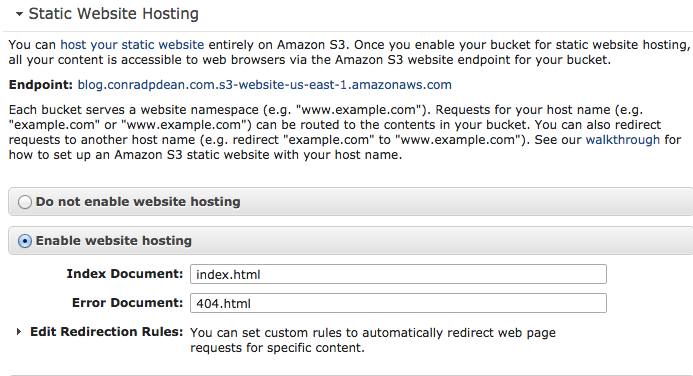 Static Website Hosting
You can host your static website entirely on Amazon S3. Once you enable your bucket for static website hosting,
all your content is accessible to web browsers via the Amazon S3 website endpoint for your bucket.
Endpoint: blog.conradpdean.com.s3-website-us-east-1.amazonaws.com
Each bucket serves a website namespace (e.g. "www.example.com"). Requests for your host name (e.g.
"example.com" or "www.example.com") can be routed to the contents in your bucket. You can also redirect
requests to another host name (e.g. redirect "example.com" to "www.example.com"). See our walkthrough for
how to set up an Amazon S3 static website with your host name.
Do not enable website hosting
Enable website hosting
Index Document: index.html
Error Document: 404.html
Edit Redirection Rules: You can set custom rules to automatically redirect web page
requests for specific content.